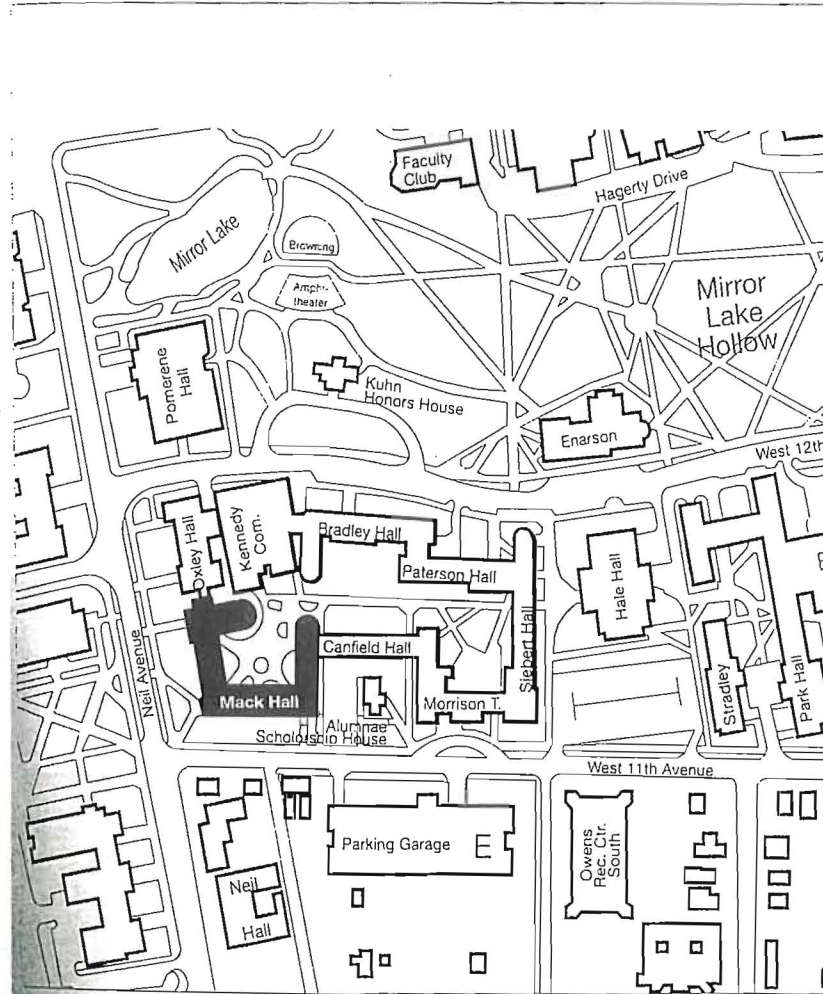 Faculty
Club
Hagerty Drive
Mirror Lake
Browning
Amphi-
theater
Mirror
Lake
Hollow
Pomerene
Hall
Kuhn
Honors House
Enarson
West 12th
Oxley Hall
Kennedy
Com.
Bradley Hall
Paterson Hall
Hale Hall
Siebert Hall
Canfield Hall
Mack Hall
Morrison T.
Stradley
Park Hall
Neil Avenue
Alumnae
Scholarship House
West 11th Avenue
Parking Garage
E
Owens
Rec. Ctr.
South
Neil
Hall